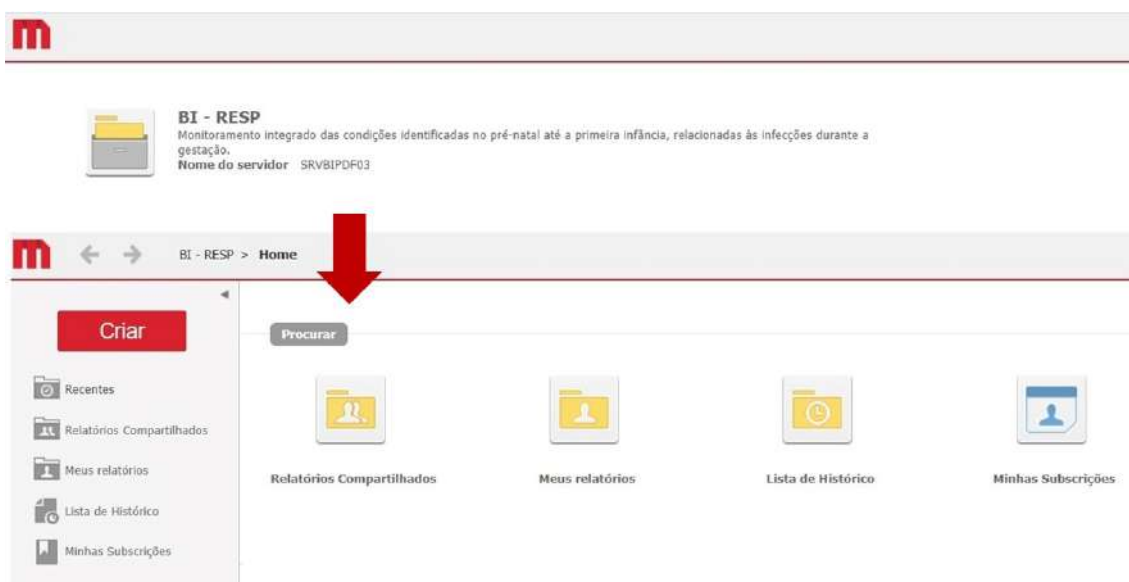 BI - RESP
Monitoramento integrado das condições identificadas no pré-natal até a primeira infância, relacionadas às infecções durante a
gestação.
Nome do servidor SRVBIPDF03
BI - RESP > Home
Criar
Recentes
Relatórios Compartilhados
Meus relatórios
Lista de Histórico
Minhas Subscrições
Procurar
Relatórios Compartilhados
Meus relatórios
Lista de Histórico
Minhas Subscrições